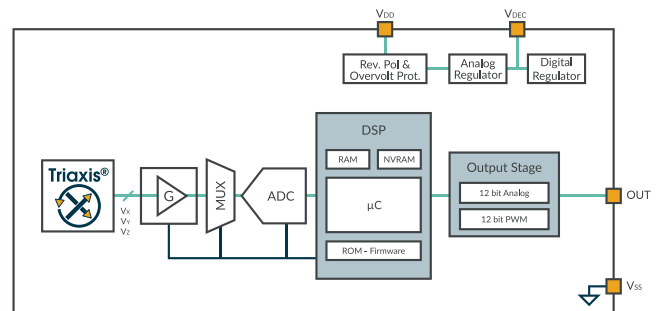 VDD
VDEC
Rev. Pol &
Overvolt Prot.
Analog
Regulator
Digital
Regulator
DSP
RAM
NVRAM
µC
ROM – Firmware
Triaxis®
VX
VY
VZ
G
MUX
ADC
Output Stage
12 bit Analog
12 bit PWM
OUT
VSS